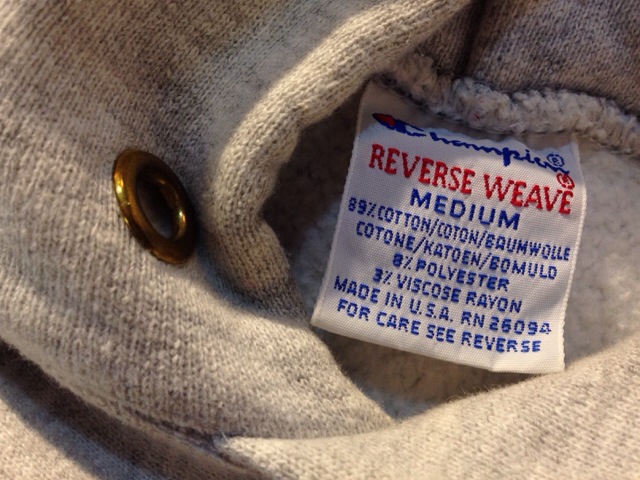 Champion®
REVERSE WEAVE®
MEDIUM
89% COTTON/COTON/BAUMWOLLE
COTONE/KATOEN/BOMULD
8% POLYESTER
3% VISCOSE RAYON
MADE IN U.S.A. RN 26094
FOR CARE SEE REVERSE